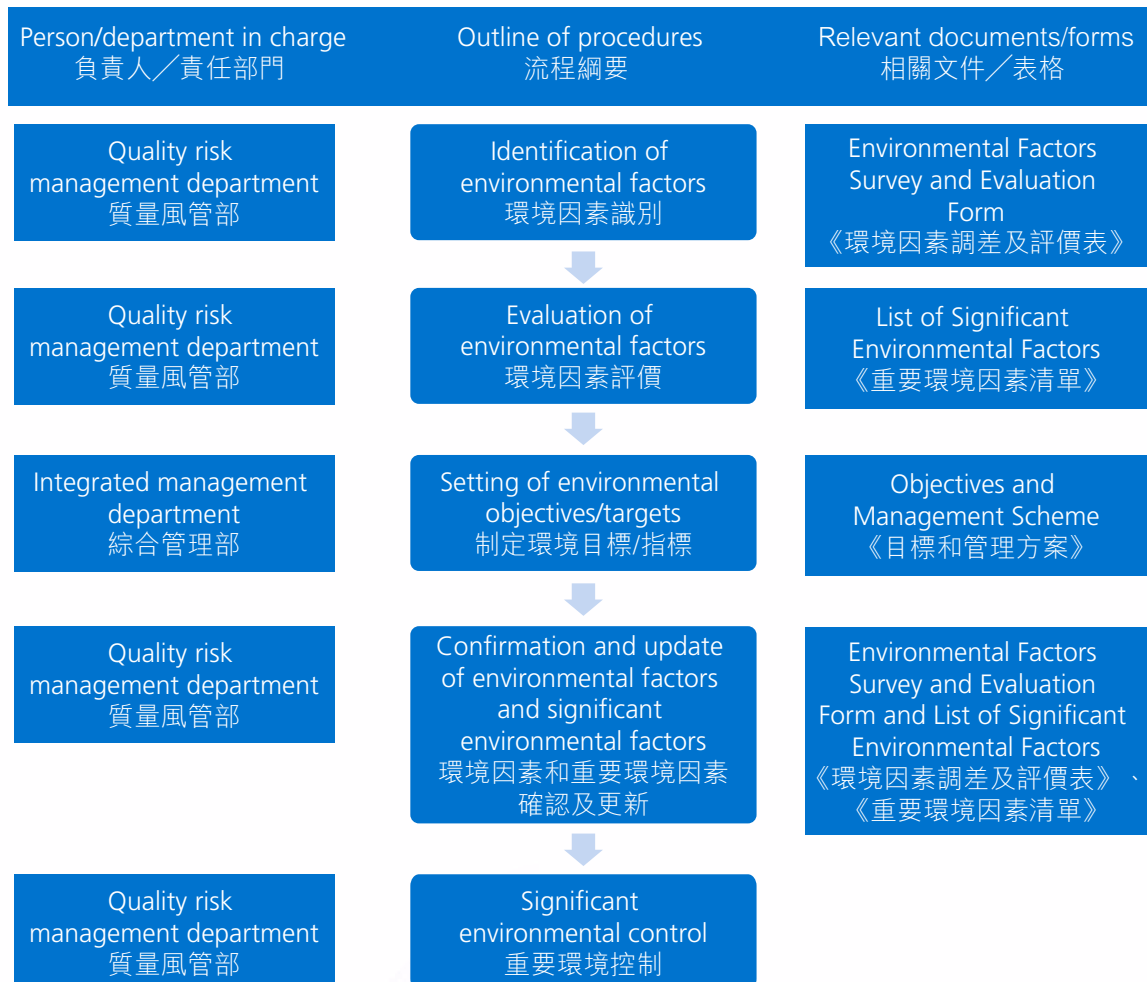 Person/department in charge
負責人／責任部門
Outline of procedures
流程綱要
Relevant documents/forms
相關文件／表格
Quality risk
management department
質量風管部
Identification of
environmental factors
環境因素識別
Environmental Factors
Survey and Evaluation
Form
《環境因素調差及評價表》
Quality risk
management department
質量風管部
Evaluation of
environmental factors
環境因素評價
List of Significant
Environmental Factors
《重要環境因素清單》
Integrated management
department
綜合管理部
Setting of environmental
objectives/targets
制定環境目標/指標
Objectives and
Management Scheme
《目標和管理方案》
Quality risk
management department
質量風管部
Confirmation and update
of environmental factors
and significant
environmental factors
環境因素和重要環境因素
確認及更新
Environmental Factors
Survey and Evaluation
Form and List of Significant
Environmental Factors
《環境因素調差及評價表》、
《重要環境因素清單》
Quality risk
management department
質量風管部
Significant
environmental control
重要環境控制